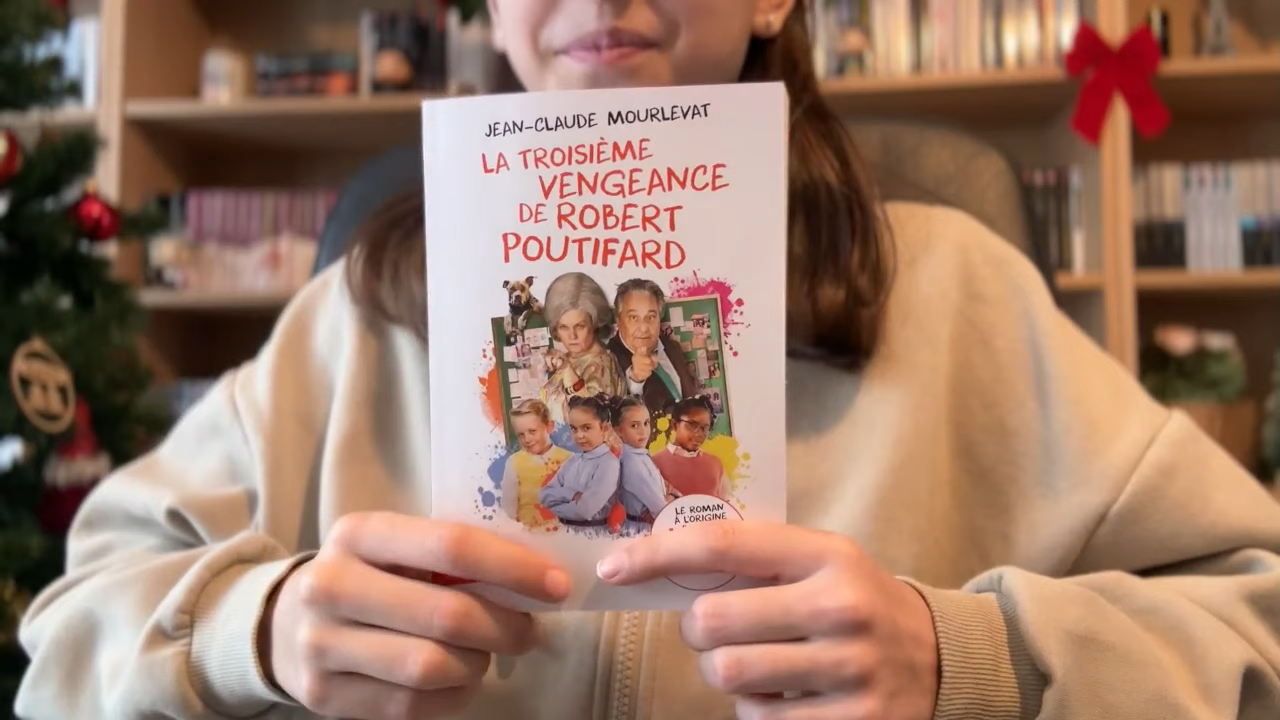 JEAN-CLAUDE MOURLEVAT
LA TROISIÈME
VENGEANCE
DE ROBERT
POUTIFARD
LE ROMAN
À L'ORIGINE